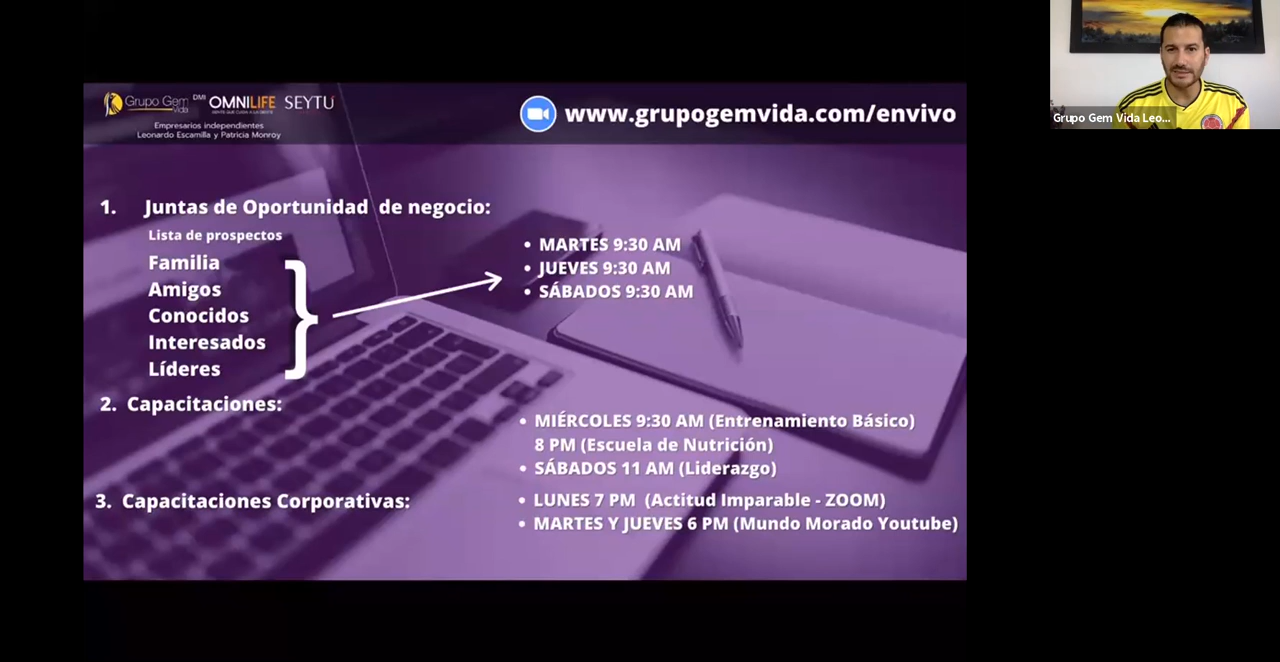 Grupo Gem
Vida
DMI
OMNILIFE
SEYTÚ
Empresarios independientes
Leonardo Escamilla y Patricia Monroy
www.grupogemvida.com/envivo
Grupo Gem Vida Leo...
1. Juntas de Oportunidad de negocio:
Lista de prospectos
Familia
Amigos
Conocidos
Interesados
Líderes
• MARTES 9:30 AM
• JUEVES 9:30 AM
• SÁBADOS 9:30 AM
2. Capacitaciones:
• MIÉRCOLES 9:30 AM (Entrenamiento Básico)
8 PM (Escuela de Nutrición)
• SÁBADOS 11 AM (Liderazgo)
3. Capacitaciones Corporativas:
• LUNES 7 PM (Actitud Imparable - ZOOM)
• MARTES Y JUEVES 6 PM (Mundo Morado Youtube)